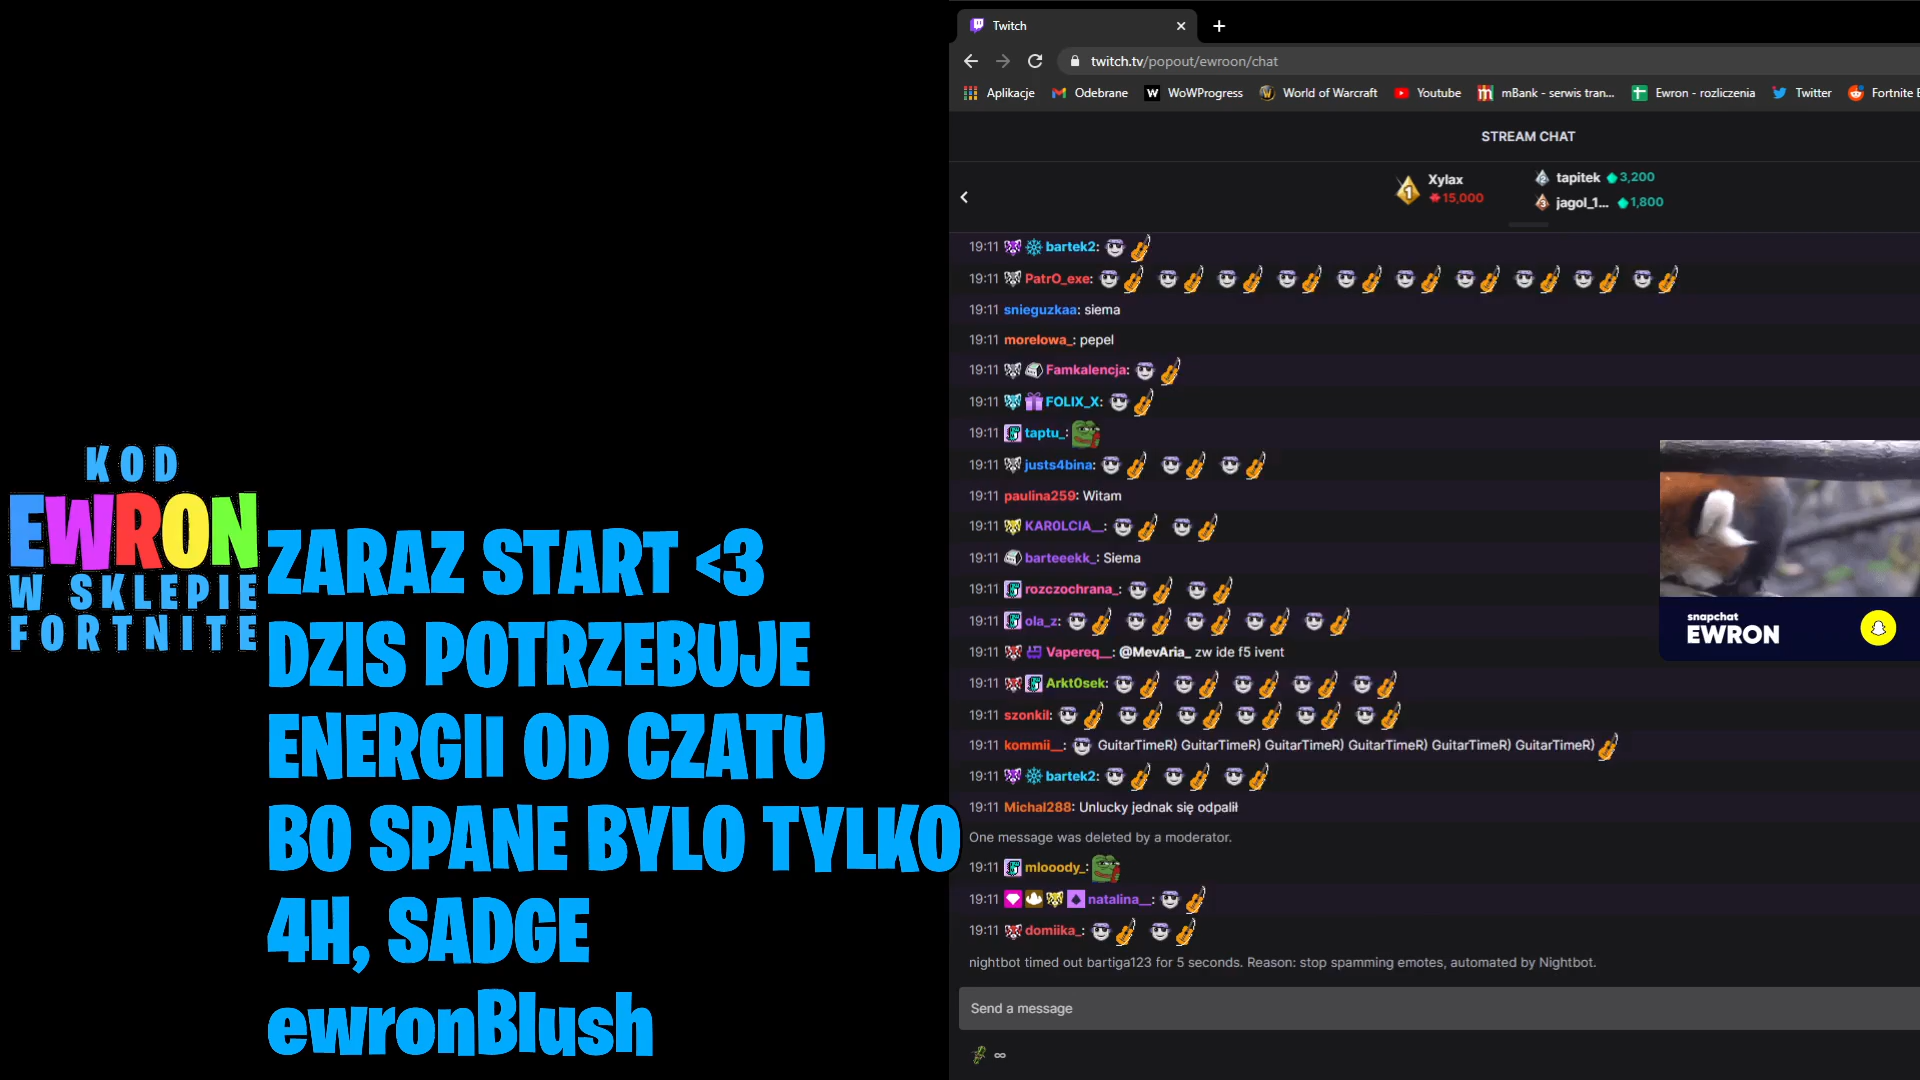 KOD
EWRON
W SKLEPIE
FORTNITE
ZARAZ START <3
DZIS POTRZEBUJE
ENERGII OD CZATU
BO SPANE BYLO TYLKO
4H, SADGE
ewronBlush
Twitch
twitch.tv/popout/ewroon/chat
Aplikacje Odebrane WoWProgress World of Warcraft Youtube mBank - serwis tran... Ewron - rozliczenia Twitter Fortnite
STREAM CHAT
1 Xylax 15,000
2 tapitek 3,200
3 jagol_1... 1,800
19:11 bartek2:
19:11 PatrO_exe:
19:11 snieguzkaa: siema
19:11 morelowa_: pepel
19:11 Famkalencja:
19:11 FOLIX_X:
19:11 taptu_:
19:11 justs4bina:
19:11 paulina259: Witam
19:11 KAR0LCIA__:
19:11 barteeekk_: Siema
19:11 rozczochrana_:
19:11 ola_z:
19:11 Vapereq__: @MevAria_ zw ide f5 ivent
19:11 Arkt0sek:
19:11 szonkil:
19:11 kommii__: GuitarTimeR) GuitarTimeR) GuitarTimeR) GuitarTimeR) GuitarTimeR) GuitarTimeR)
19:11 bartek2:
19:11 Michal288: Unlucky jednak się odpalił
One message was deleted by a moderator.
19:11 mlooody_:
19:11 natalina__:
19:11 domiika_:
nightbot timed out bartiga123 for 5 seconds. Reason: stop spamming emotes, automated by Nightbot.
Send a message
∞
snapchat
EWRON